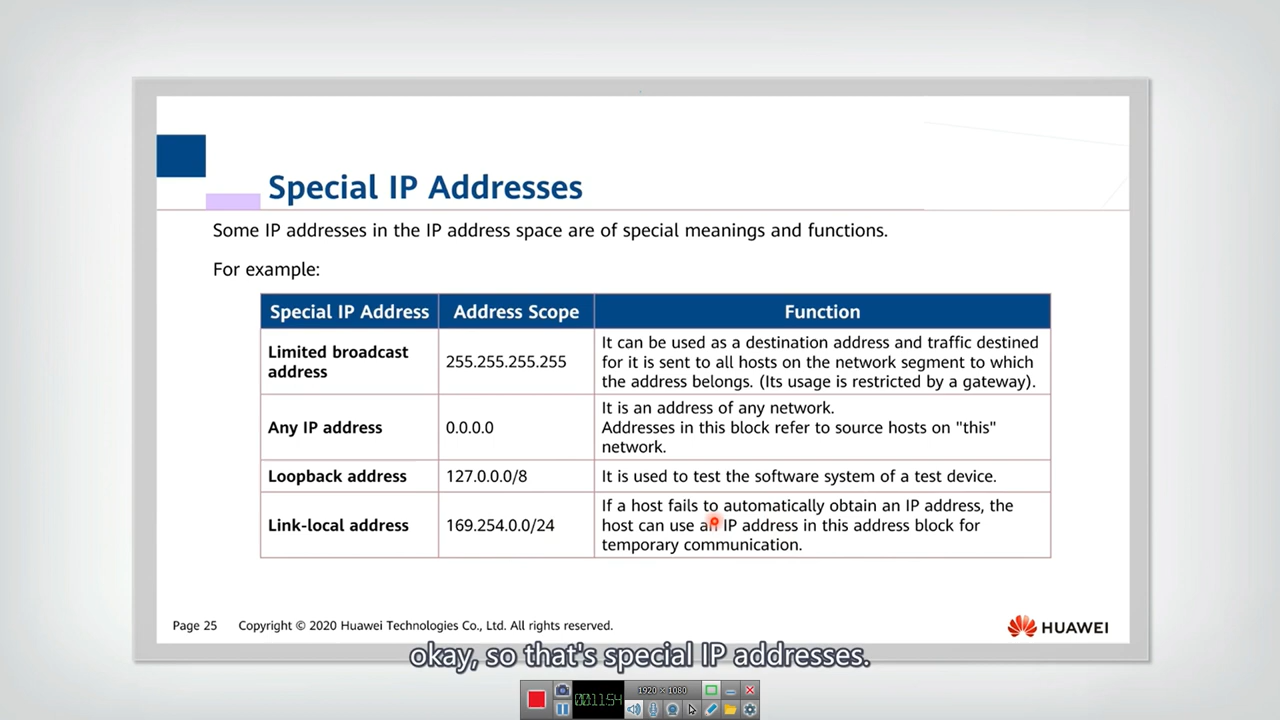 Special IP Addresses
Some IP addresses in the IP address space are of special meanings and functions.
For example:
Special IP Address
Address Scope
Function
Limited broadcast
address
255.255.255.255
It can be used as a destination address and traffic destined
for it is sent to all hosts on the network segment to which
the address belongs. (Its usage is restricted by a gateway).
Any IP address
0.0.0.0
It is an address of any network.
Addresses in this block refer to source hosts on "this"
network.
Loopback address
127.0.0.0/8
It is used to test the software system of a test device.
Link-local address
169.254.0.0/24
If a host fails to automatically obtain an IP address, the
host can use an IP address in this address block for
temporary communication.
Page 25
Copyright © 2020 Huawei Technologies Co., Ltd. All rights reserved.
HUAWEI
okay, so that's special IP addresses.
1920 × 1080
00:11:54